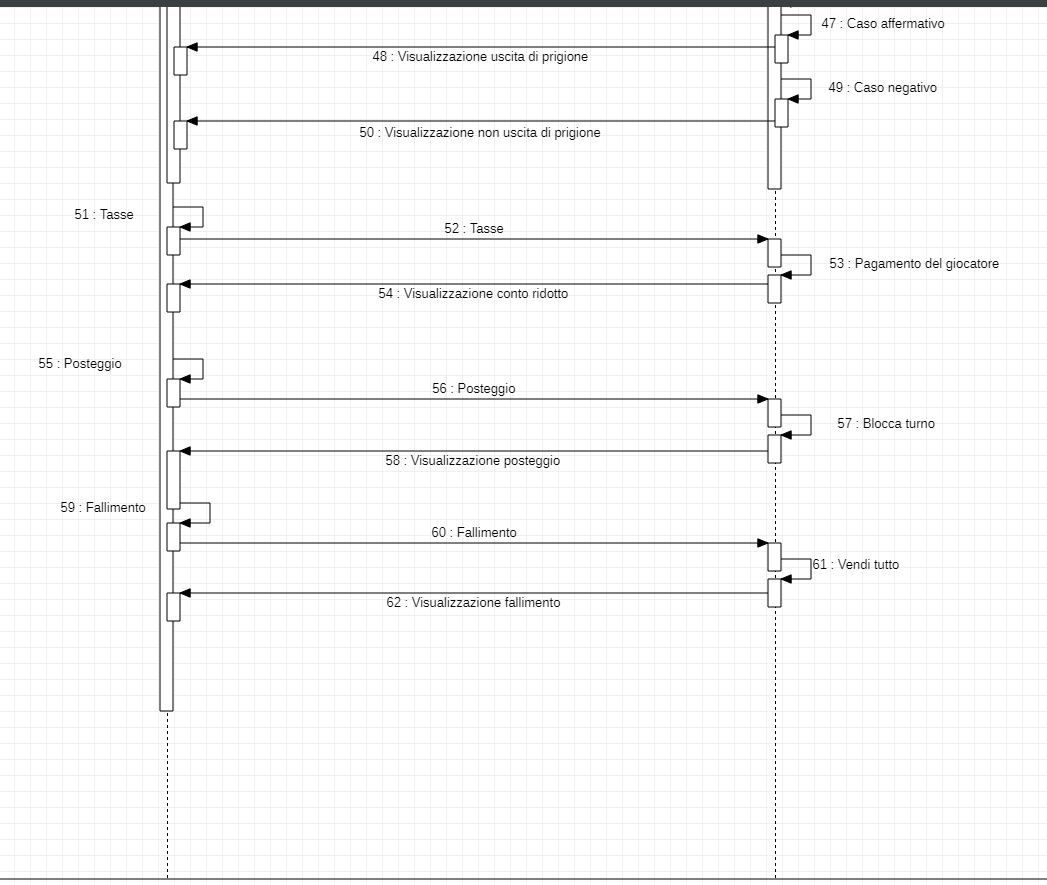 47 : Caso affermativo
48 : Visualizzazione uscita di prigione
49 : Caso negativo
50 : Visualizzazione non uscita di prigione
51 : Tasse
52 : Tasse
53 : Pagamento del giocatore
54 : Visualizzazione conto ridotto
55 : Posteggio
56 : Posteggio
57 : Blocca turno
58 : Visualizzazione posteggio
59 : Fallimento
60 : Fallimento
61 : Vendi tutto
62 : Visualizzazione fallimento